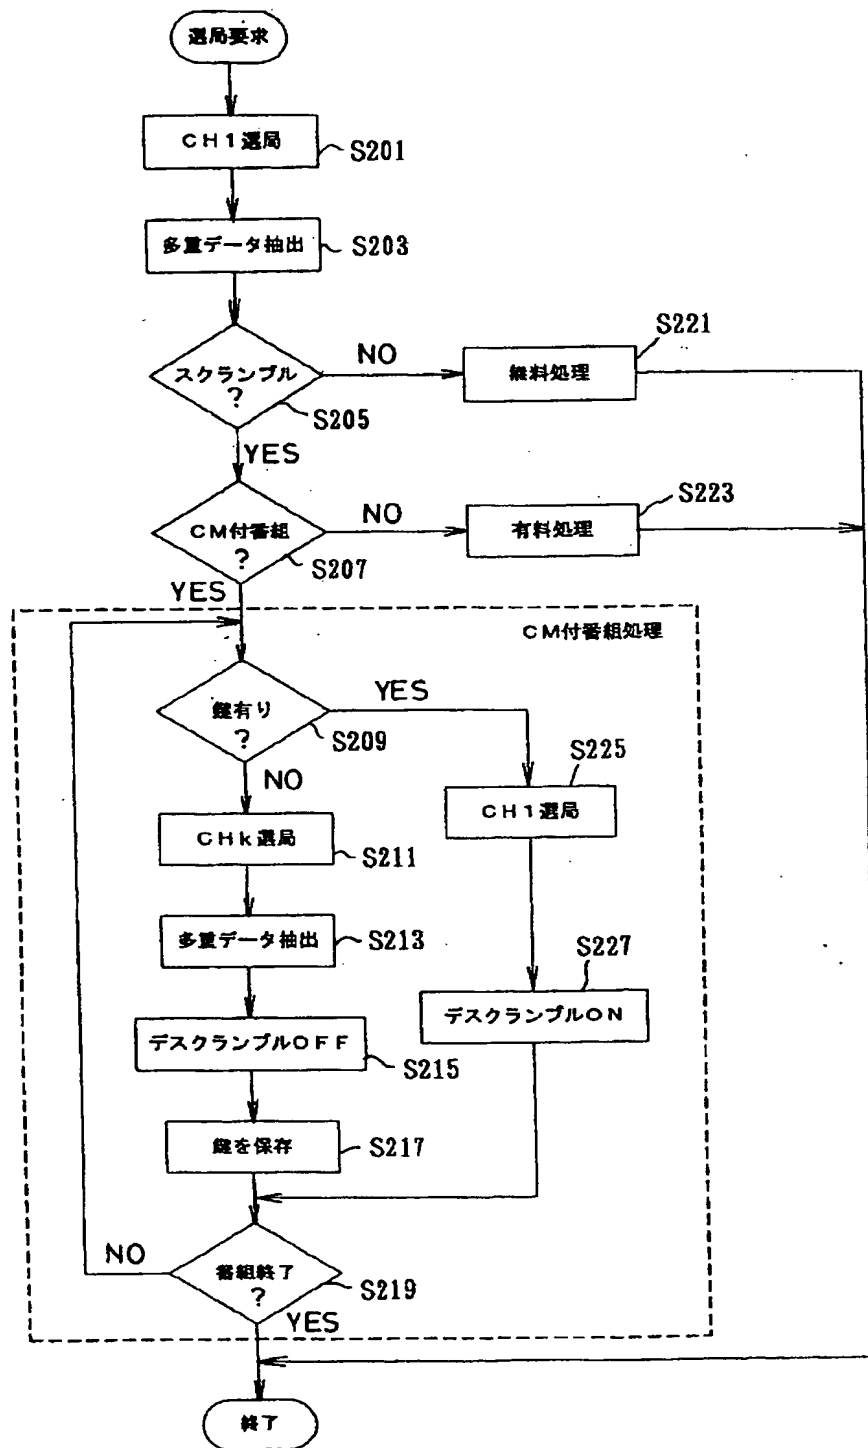 選局要求
CH1選局
S201
多重データ抽出
S203
スクランブル
?
S205
NO
YES
S221
無料処理
CM付番組
?
S207
NO
YES
S223
有料処理
CM付番組処理
鍵有り
?
S209
YES
NO
S225
CH1選局
CHk選局
S211
多重データ抽出
S213
S227
デスクランブルON
デスクランブルOFF
S215
鍵を保存
S217
NO
番組終了
?
S219
YES
終了